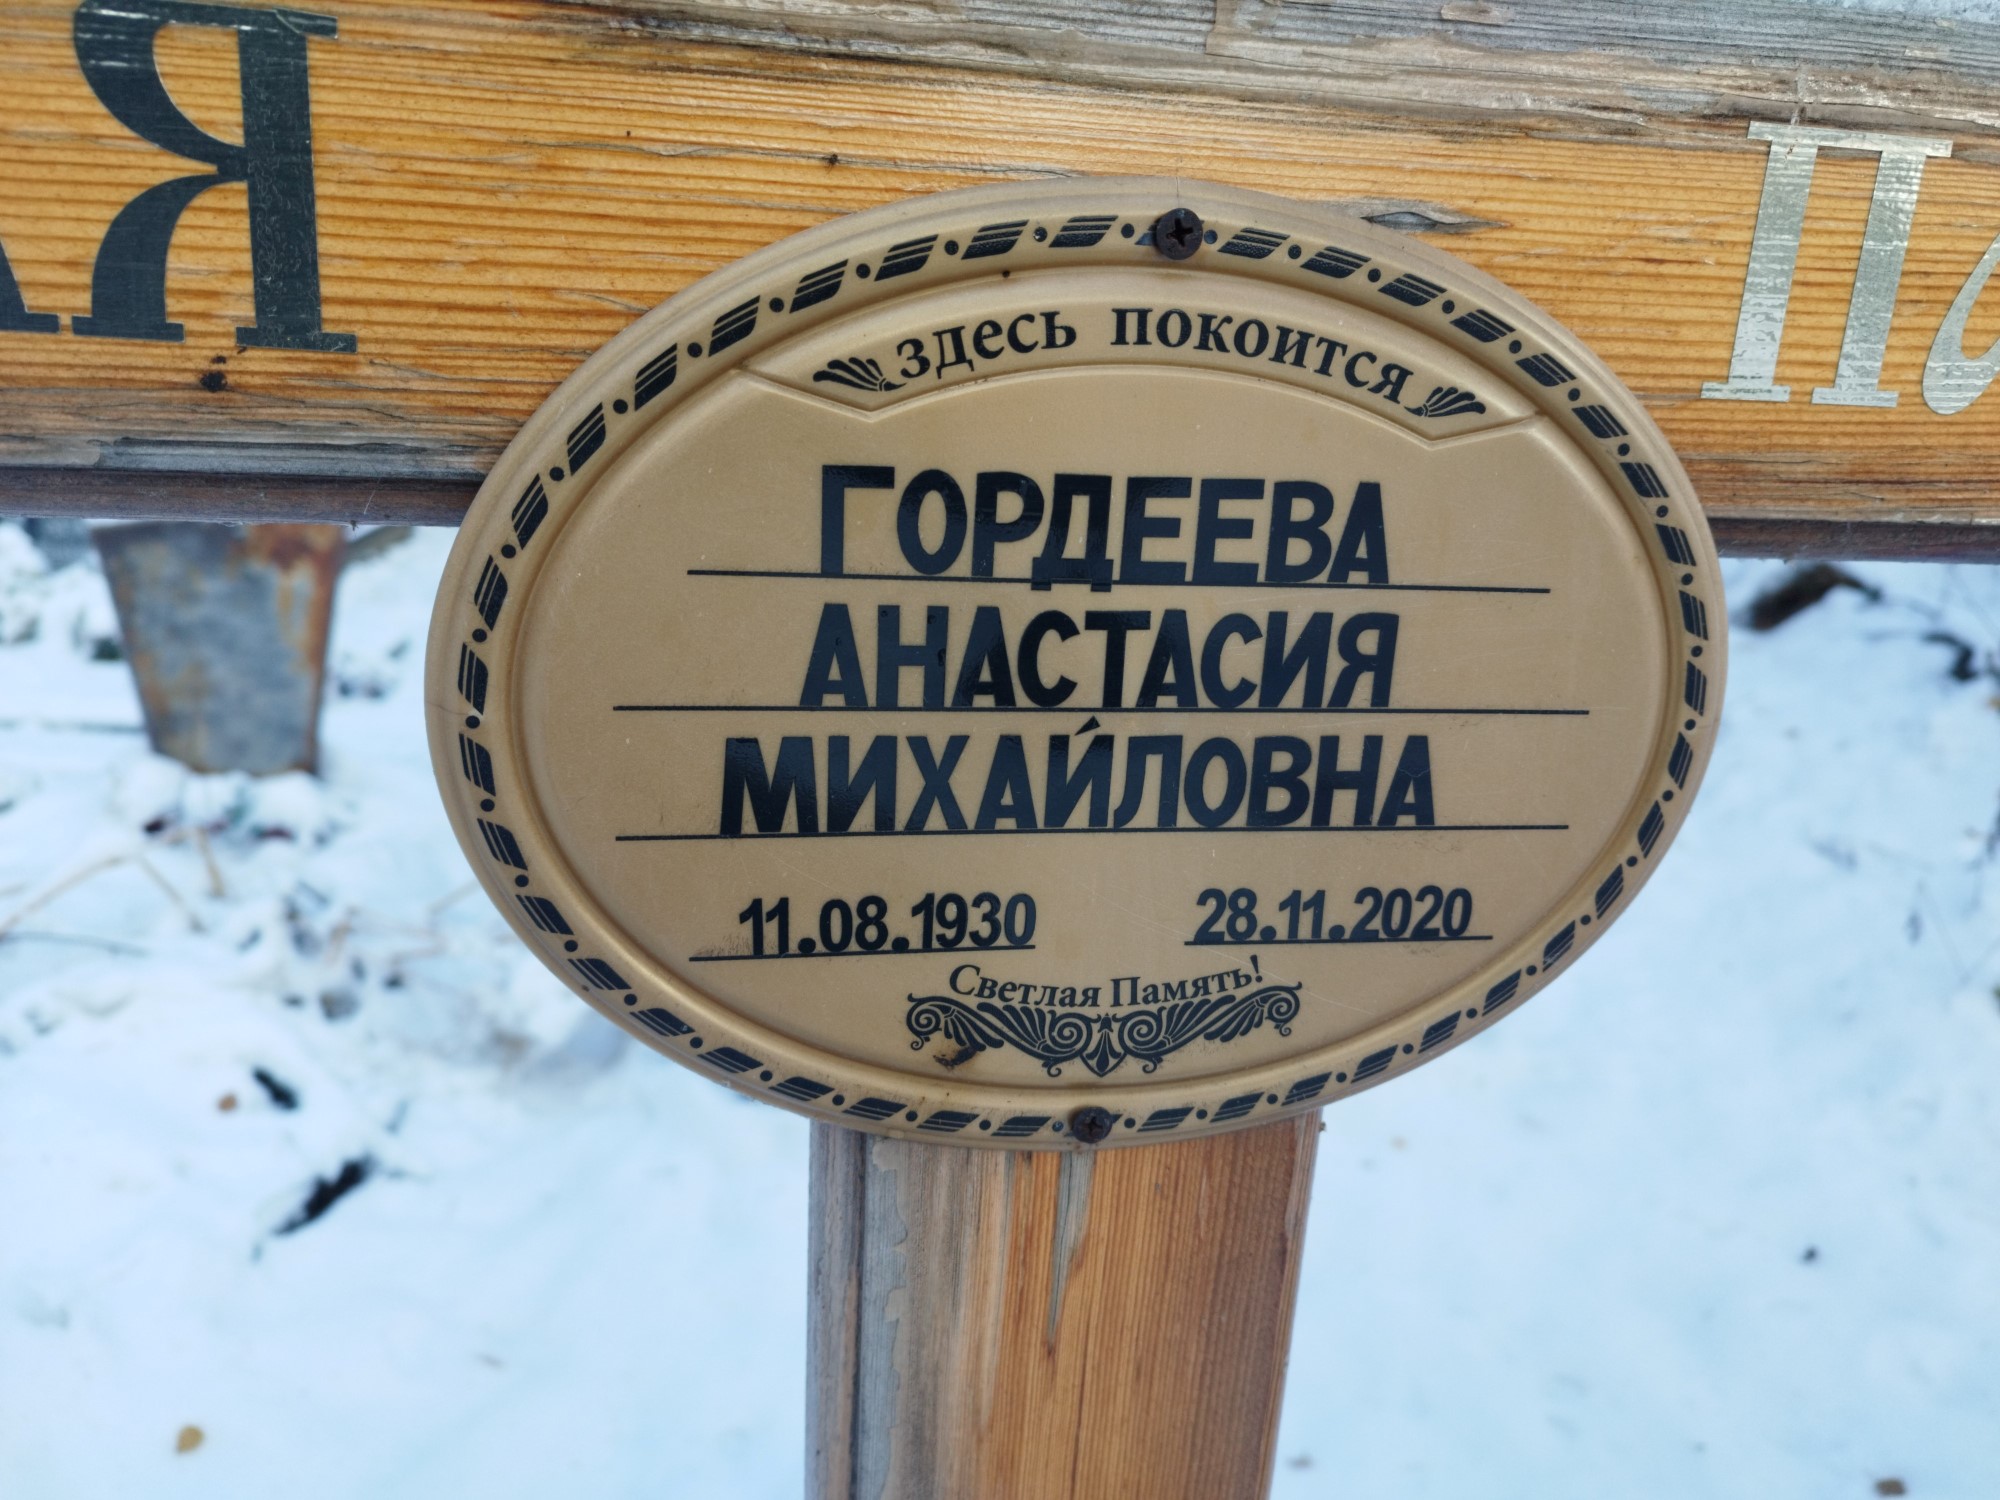 здесь покоится
ГОРДЕЕВА
АНАСТАСИЯ
МИХАЙЛОВНА
11.08.1930 28.11.2020
Светлая Память!